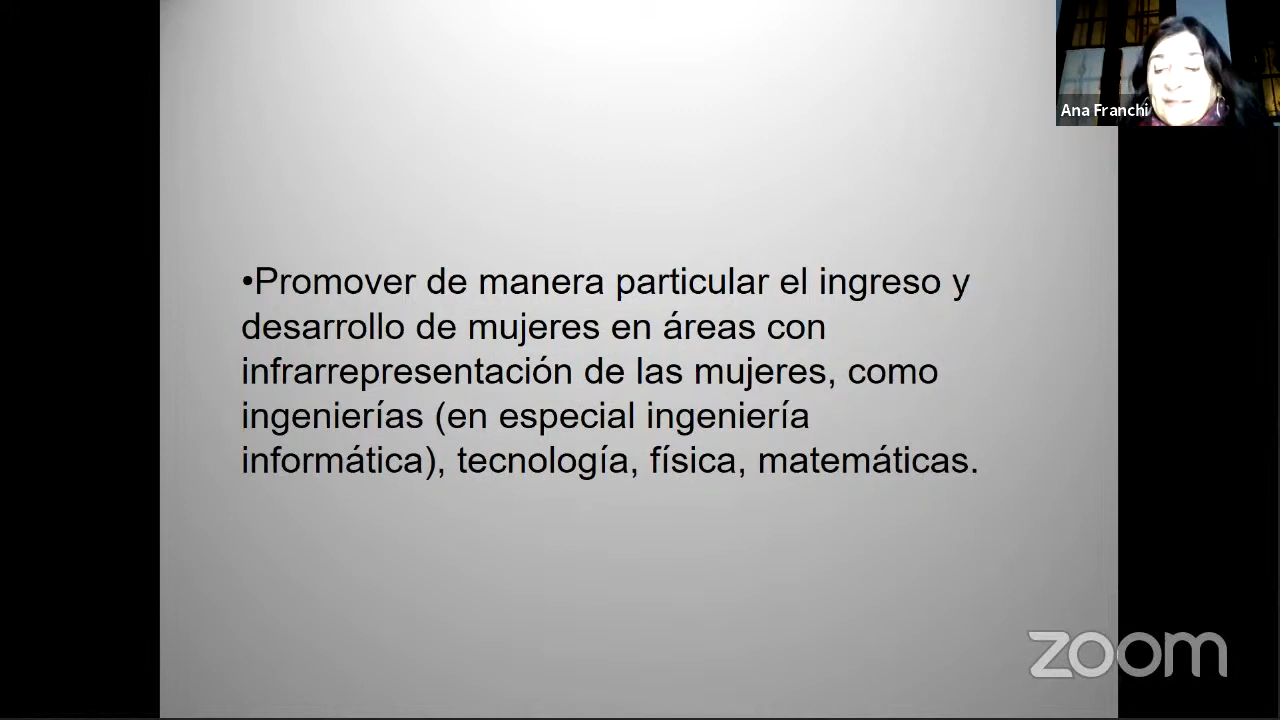 Ana Franchi
•Promover de manera particular el ingreso y
desarrollo de mujeres en áreas con
infrarrepresentación de las mujeres, como
ingenierías (en especial ingeniería
informática), tecnología, física, matemáticas.
zoom